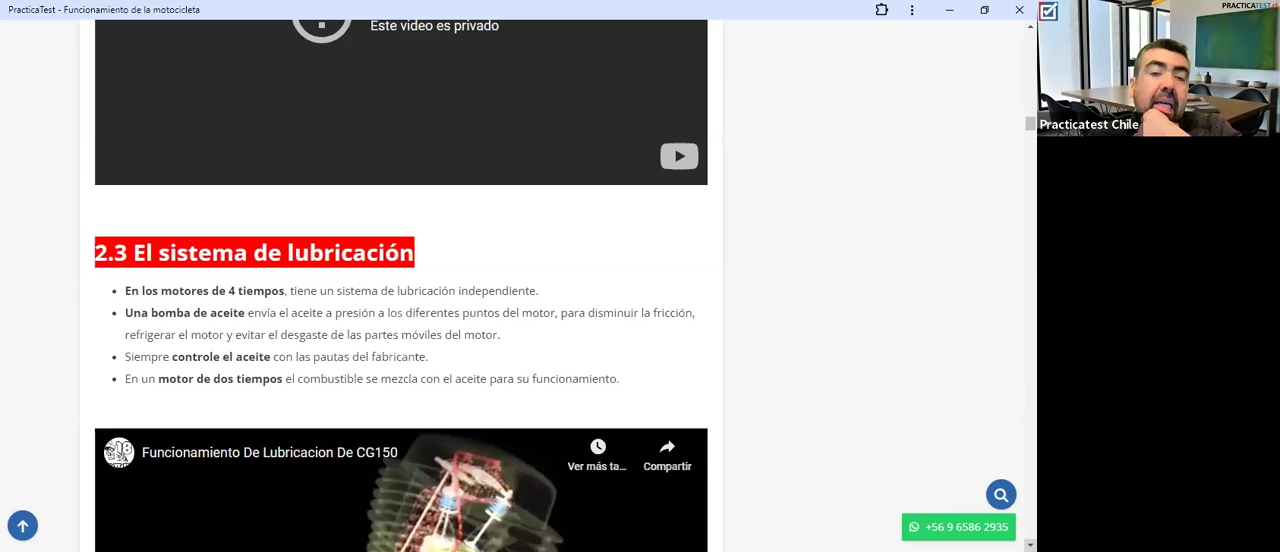 PracticaTest - Funcionamiento de la motocicleta
PRACTICATEST.cl
Este video es privado
Practicatest Chile
2.3 El sistema de lubricación
En los motores de 4 tiempos, tiene un sistema de lubricación independiente.
Una bomba de aceite envía el aceite a presión a los diferentes puntos del motor, para disminuir la fricción,
refrigerar el motor y evitar el desgaste de las partes móviles del motor.
Siempre controle el aceite con las pautas del fabricante.
En un motor de dos tiempos el combustible se mezcla con el aceite para su funcionamiento.
Funcionamiento De Lubricacion De CG150
Ver más ta...
Compartir
+56 9 6586 2935